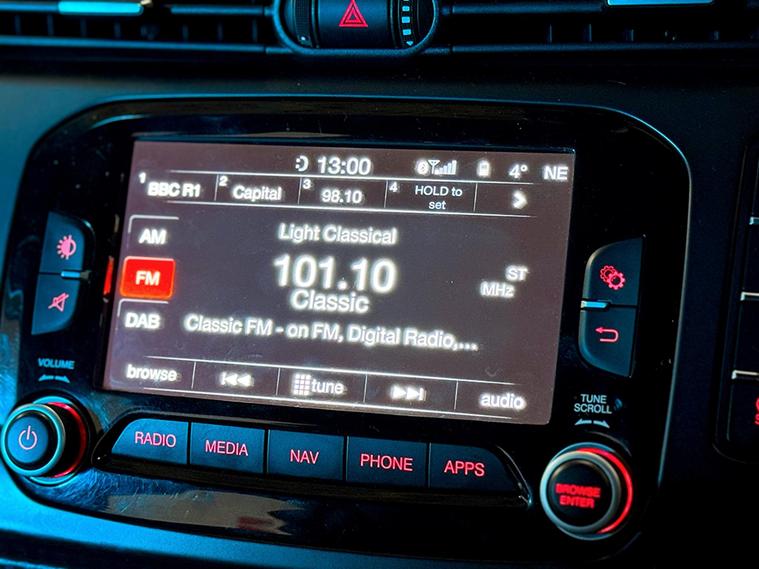 13:00 4° NE
1 BBC R1 2 Capital 3 98.10 4 HOLD to set
AM
Light Classical
FM
101.10
ST
MHz
Classic
DAB
Classic FM - on FM, Digital Radio,...
browse tune audio
VOLUME
TUNE
SCROLL
RADIO MEDIA NAV PHONE APPS
BROWSE
ENTER